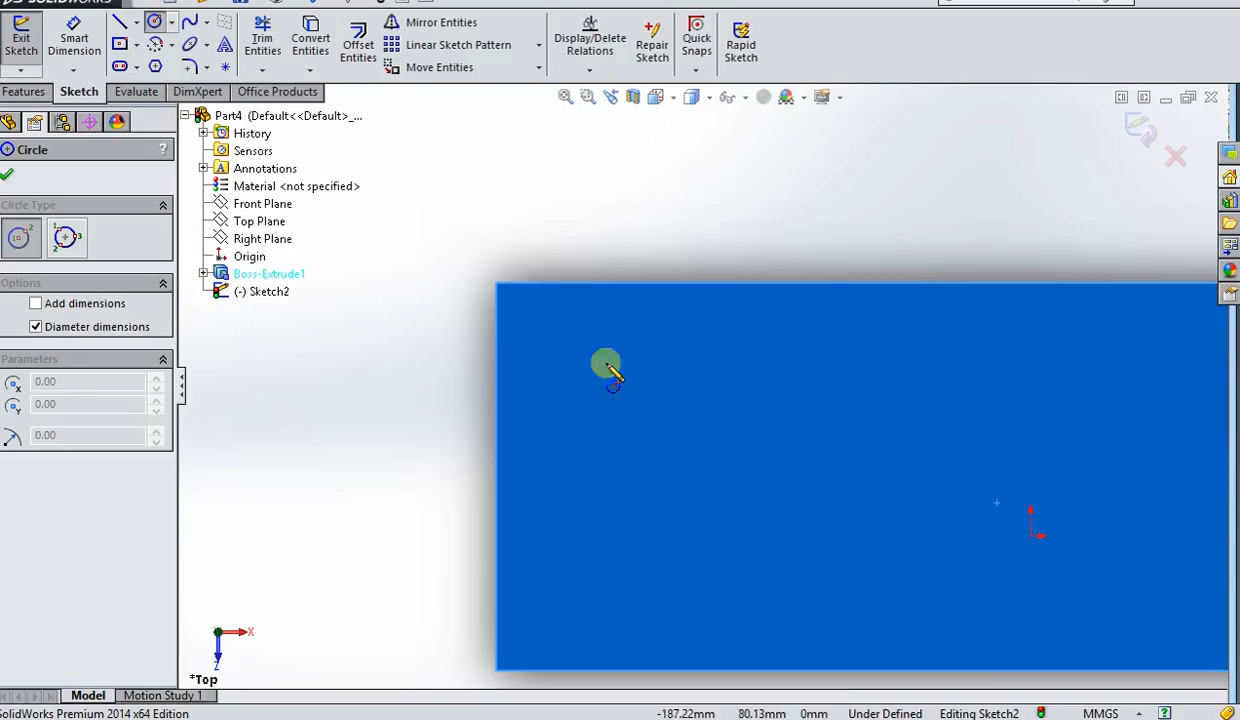 SOLIDWORKS
Exit Sketch
Smart Dimension
Trim Entities
Convert Entities
Offset Entities
Mirror Entities
Linear Sketch Pattern
Move Entities
Display/Delete Relations
Repair Sketch
Quick Snaps
Rapid Sketch
Features Sketch Evaluate DimXpert Office Products
Part4 (Default<<Default>_...
History
Circle ?
Sensors
Annotations
Material <not specified>
Circle Type
Front Plane
Top Plane
Right Plane
Origin
Boss-Extrude1
Options
(-) Sketch2
Add dimensions
Diameter dimensions
Parameters
0.00
0.00
0.00
X
Z
*Top
Model Motion Study 1
SolidWorks Premium 2014 x64 Edition -187.22mm 80.13mm 0mm Under Defined Editing Sketch2 MMGS ?